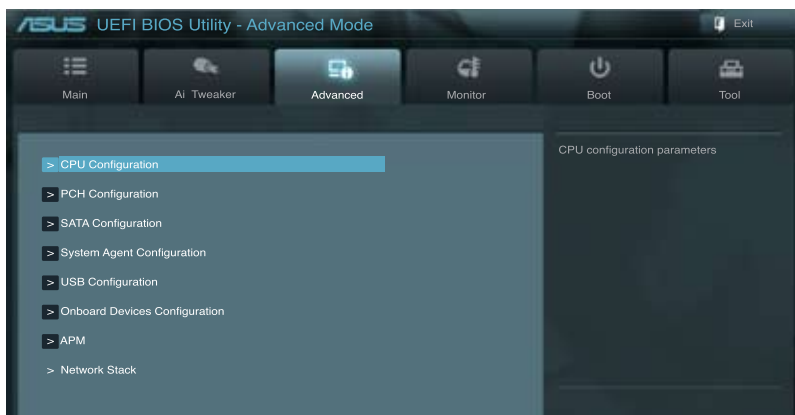 ASUS UEFI BIOS Utility - Advanced Mode
Exit
Main
Ai Tweaker
Advanced
Monitor
Boot
Tool
> CPU Configuration
CPU configuration parameters
> PCH Configuration
> SATA Configuration
> System Agent Configuration
> USB Configuration
> Onboard Devices Configuration
> APM
> Network Stack